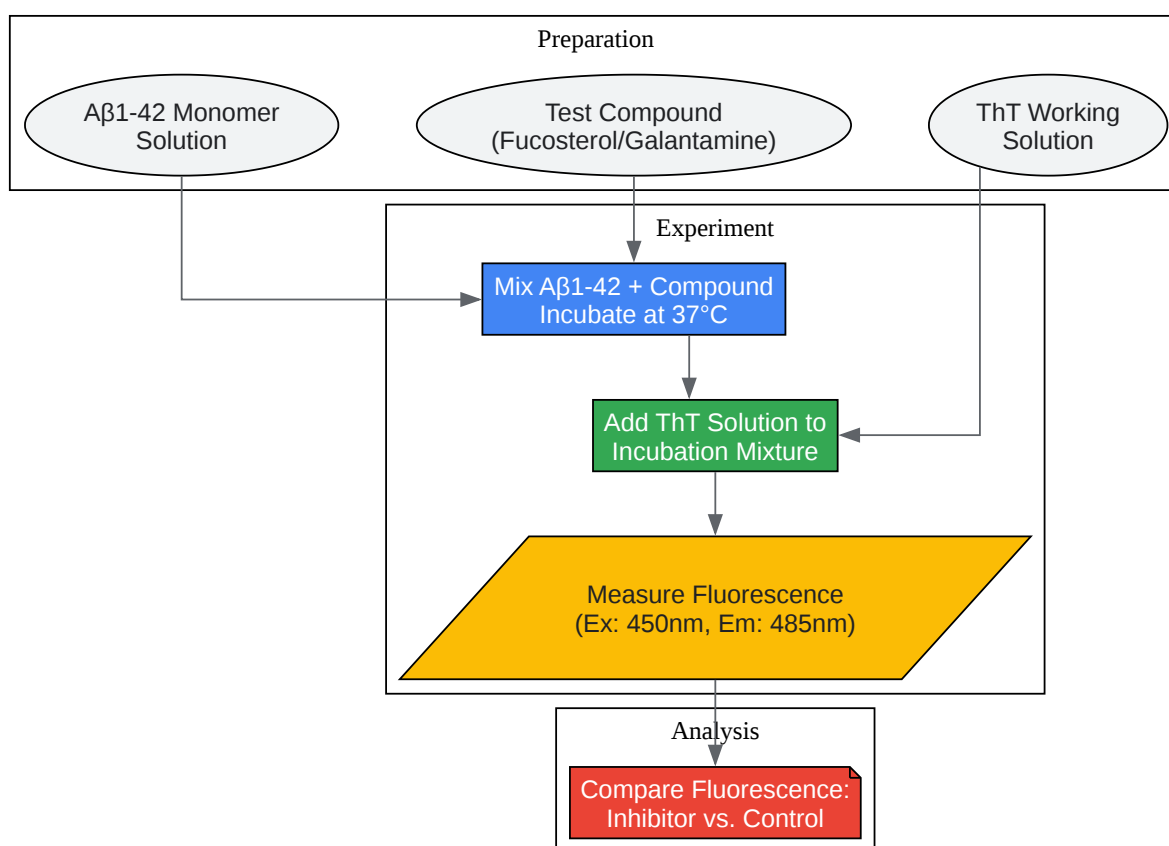 Preparation
Aβ1-42 Monomer
Solution
Test Compound
(Fucosterol/Galantamine)
ThT Working
Solution
Experiment
Mix Aβ1-42 + Compound
Incubate at 37°C
Add ThT Solution to
Incubation Mixture
Measure Fluorescence
(Ex: 450nm, Em: 485nm)
Analysis
Compare Fluorescence:
Inhibitor vs. Control